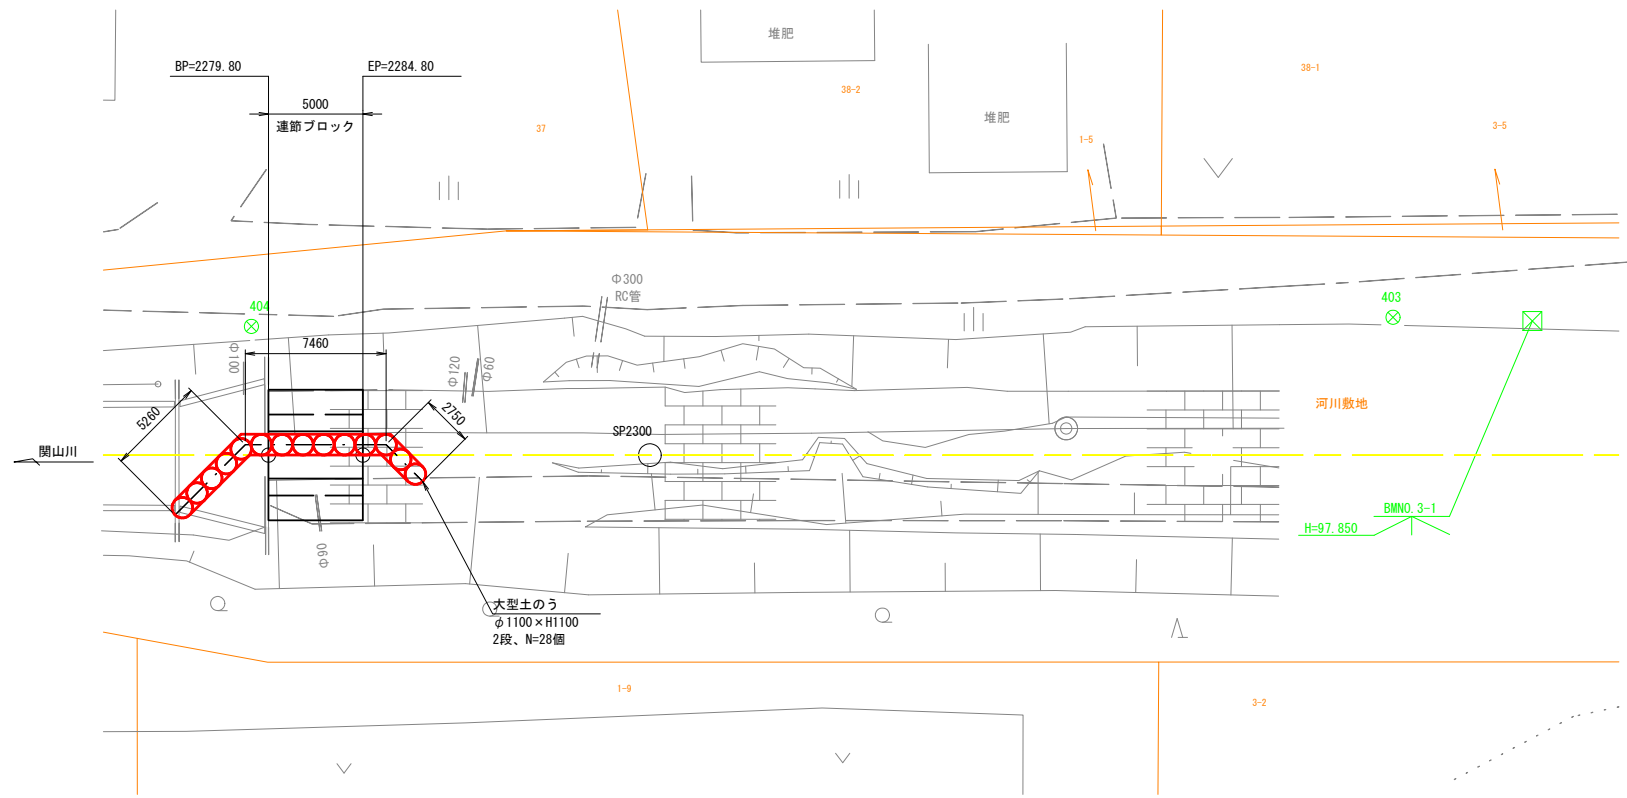 堆肥
BP=2279.80
EP=2284.80
38-1
38-2
5000
連節ブロック
堆肥
37
1-5
3-5
Φ300
RC管
404
403
7460
Φ100
Φ120
Φ60
5260
2750
河川敷地
SP2300
関山川
BMNO.3-1
H=97.850
Φ90
大型土のう
φ1100×H1100
2段、N=28個
1-9
3-2